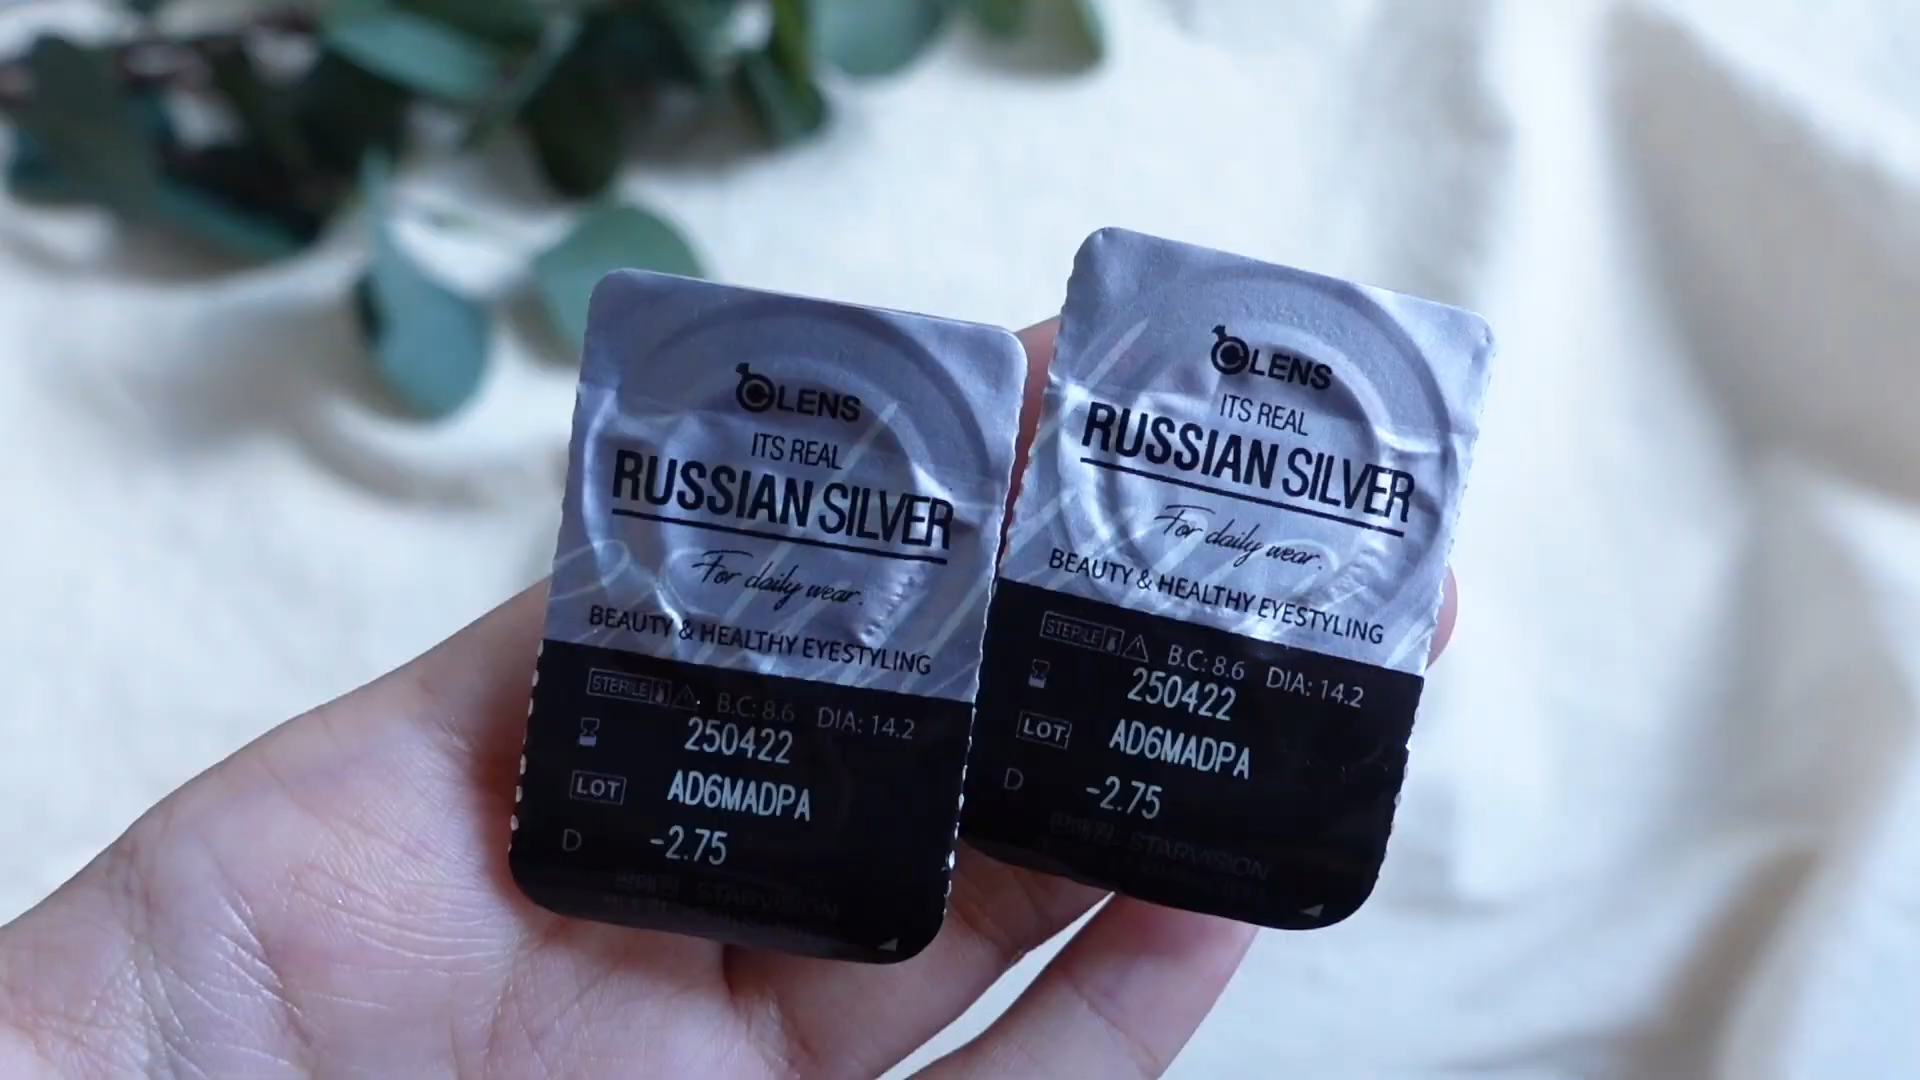 OLENS
ITS REAL
RUSSIAN SILVER
For daily wear.
BEAUTY & HEALTHY EYESTYLING
STERILE
B.C: 8.6 DIA: 14.2
250422
LOT AD6MADPA
D -2.75
STARVISION
OLENS
ITS REAL
RUSSIAN SILVER
For daily wear.
BEAUTY & HEALTHY EYESTYLING
STERILE
B.C: 8.6 DIA: 14.2
250422
LOT AD6MADPA
D -2.75
STARVISION